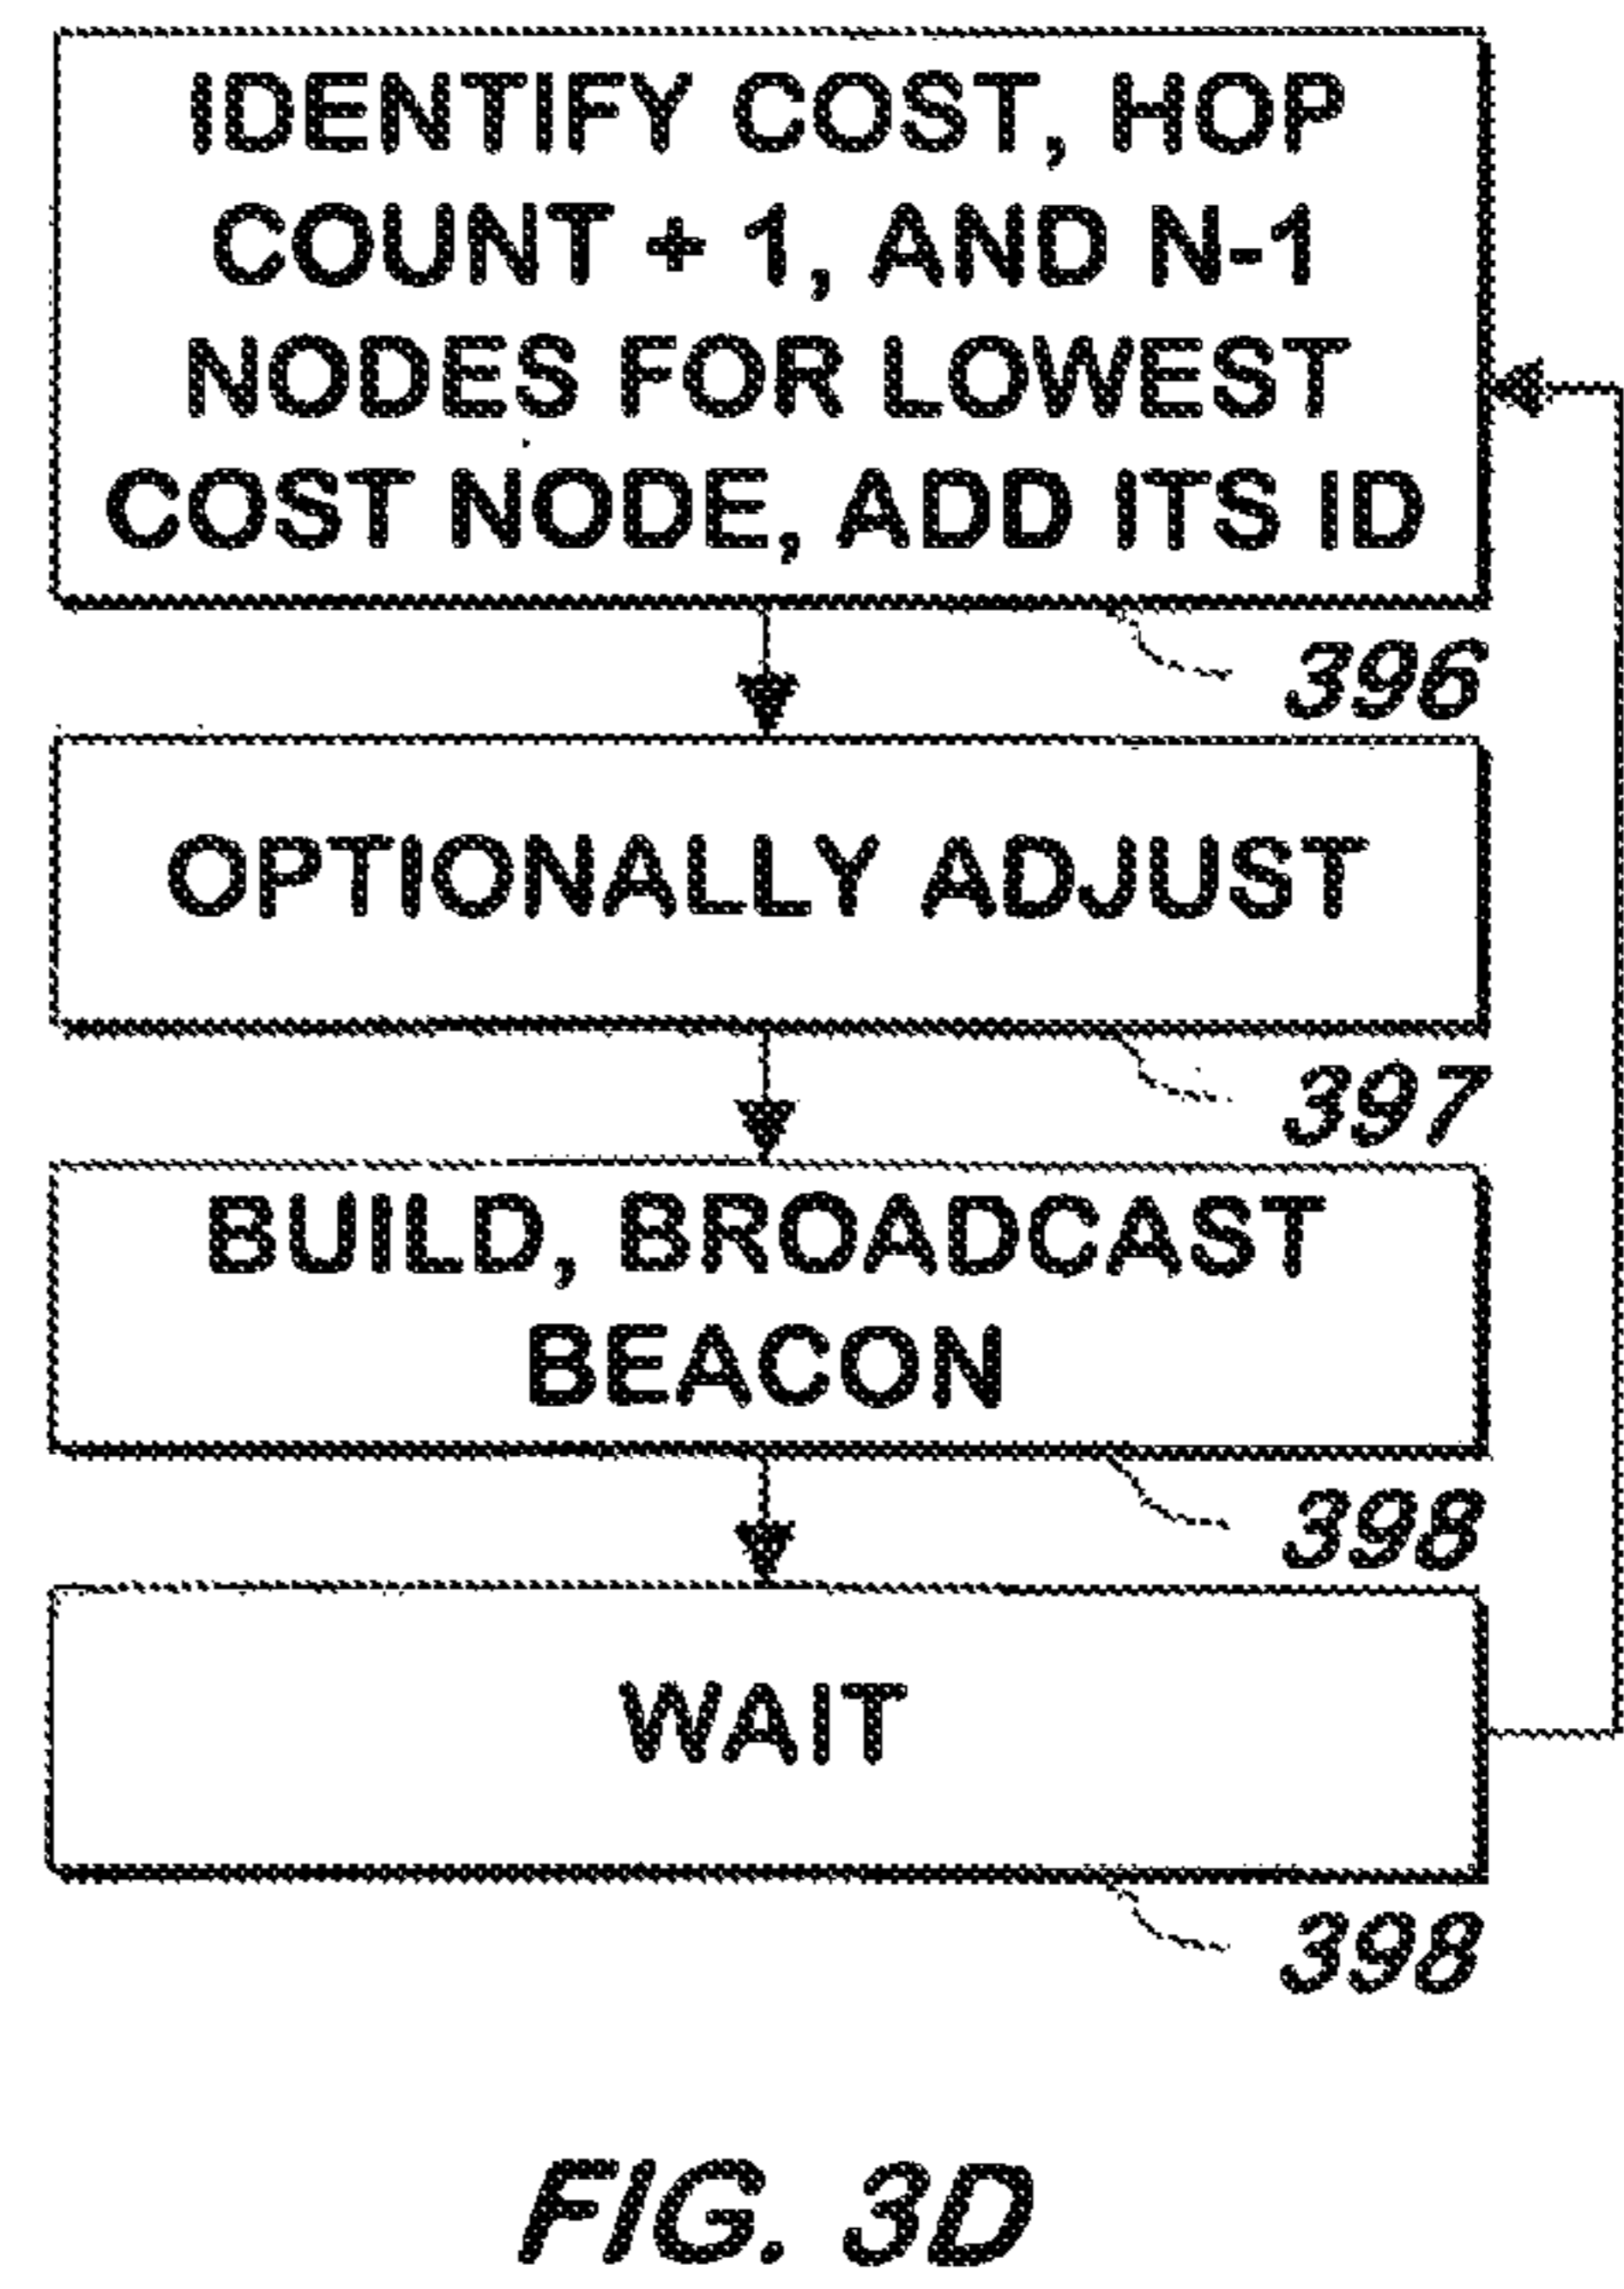 IDENTIFY COST, HOP
COUNT + 1, AND N-1
NODES FOR LOWEST
COST NODE, ADD ITS ID
396
OPTIONALLY ADJUST
397
BUILD, BROADCAST
BEACON
398
WAIT
398
FIG. 3D